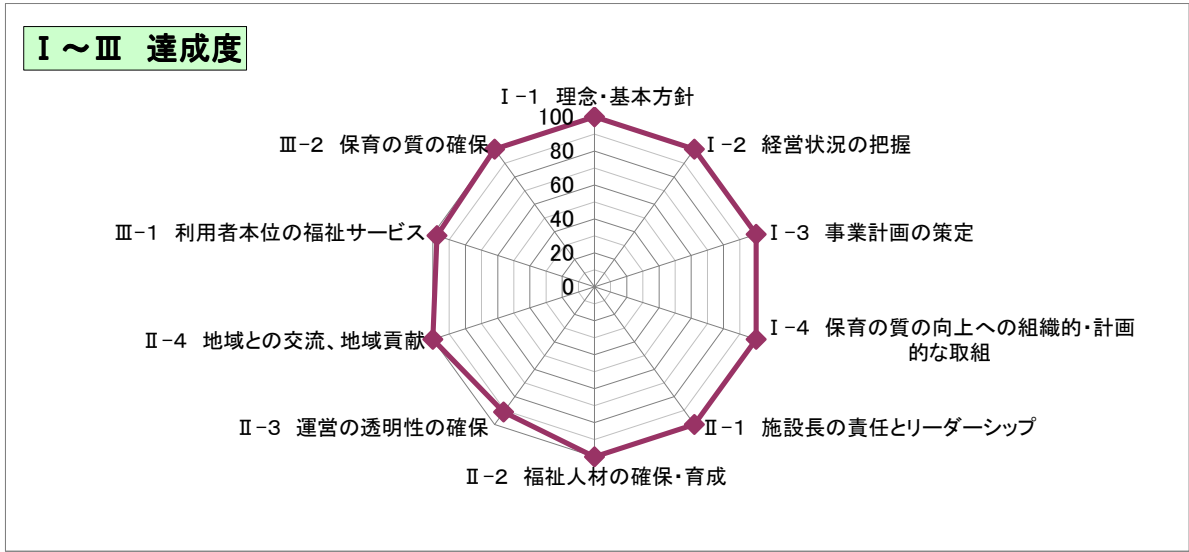 Ⅰ～Ⅲ 達成度
Ⅰ-1 理念・基本方針
Ⅰ-2 経営状況の把握
Ⅰ-3 事業計画の策定
Ⅰ-4 保育の質の向上への組織的・計画
的な取組
Ⅱ-1 施設長の責任とリーダーシップ
Ⅱ-2 福祉人材の確保・育成
Ⅱ-3 運営の透明性の確保
Ⅱ-4 地域との交流、地域貢献
Ⅲ-1 利用者本位の福祉サービス
Ⅲ-2 保育の質の確保
100
80
60
40
20
0